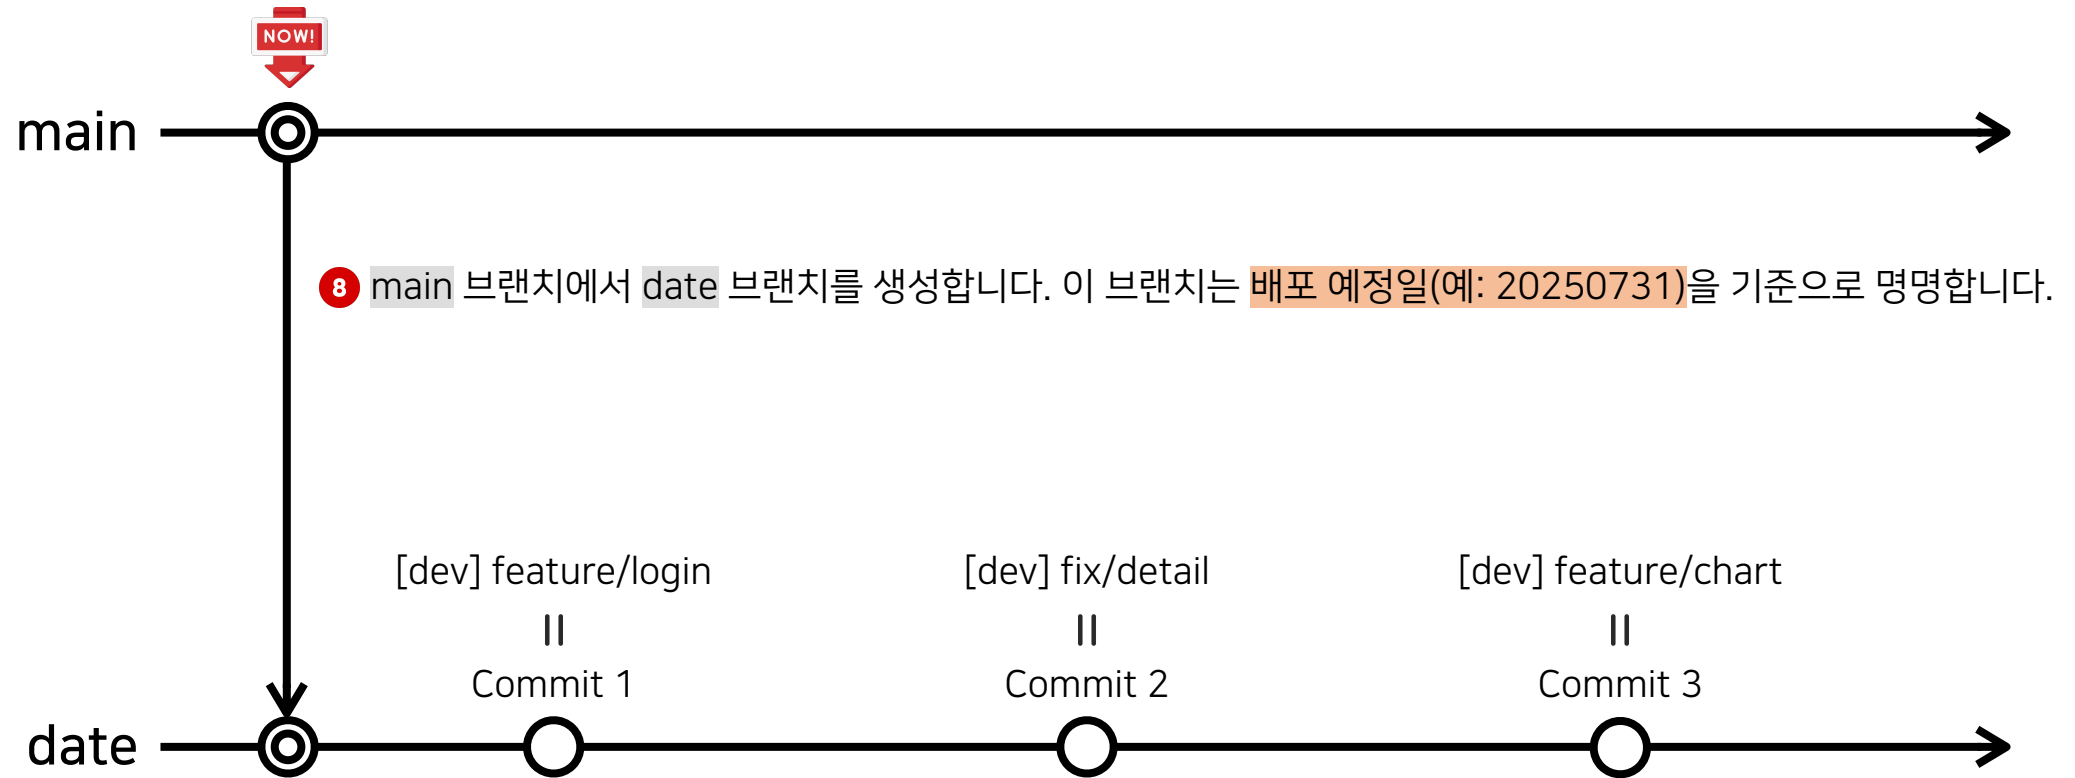 NOW!
main
8 main 브랜치에서 date 브랜치를 생성합니다. 이 브랜치는 배포 예정일(예: 20250731)을 기준으로 명명합니다.
[dev] feature/login
[dev] fix/detail
[dev] feature/chart
Commit 1
Commit 2
Commit 3
date